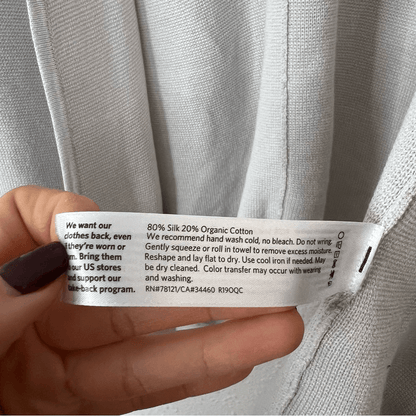 We want our
clothes back, even
they're worn or
Bring them
our US stores
and support our
take-back program.
80% Silk 20% Organic Cotton
We recommend hand wash cold, no bleach. Do not wring.
Gently squeeze or roll in towel to remove excess moisture.
Reshape and lay flat to dry. Use cool iron if needed. May
be dry cleaned. Color transfer may occur with wearing
and washing.
RN#78121/CA#34460 R19OQC